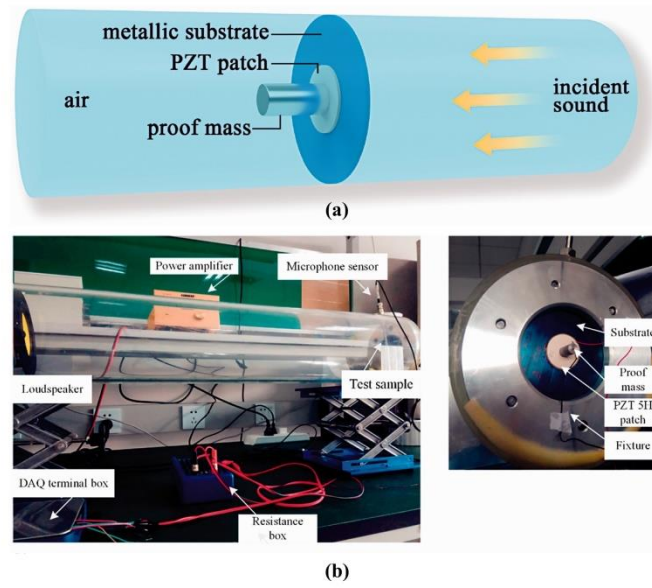 metallic substrate
PZT patch
air
proof mass
incident
sound
(a)
Power amplifier
Microphone sensor
Loudspeaker
Test sample
DAQ terminal box
Resistance
box
Substrate
Proof
mass
PZT 5H
patch
Fixture
(b)